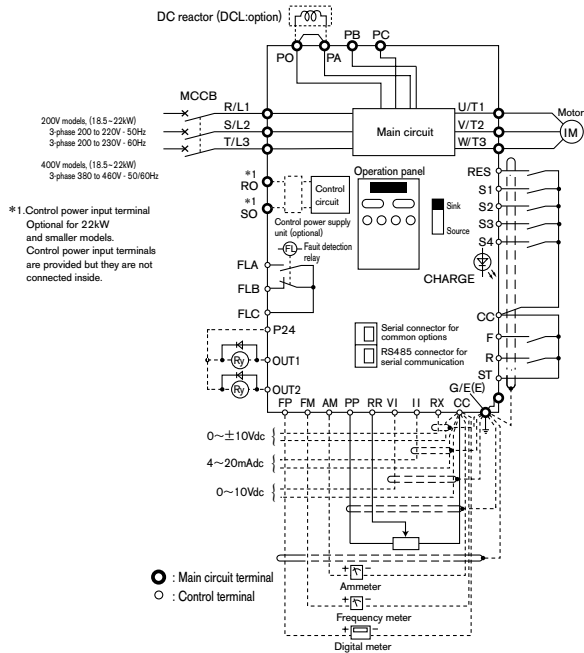 DC reactor (DCL:option)
PO
PA
PB
PC
MCCB
R/L1
S/L2
T/L3
200V models, (18.5~22kW)
3-phase 200 to 220V - 50Hz
3-phase 200 to 230V - 60Hz
400V models, (18.5~22kW)
3-phase 380 to 460V - 50/60Hz
Main circuit
U/T1
V/T2
W/T3
Motor
IM
*1.Control power input terminal
Optional for 22kW
and smaller models.
Control power input terminals
are provided but they are not
connected inside.
*1
RO
*1
SO
Control
circuit
Control power supply
unit (optional)
Operation panel
Sink
Source
RES
S1
S2
S3
S4
CHARGE
FL
Fault detection
relay
FLA
FLB
FLC
P24
Ry
OUT1
Ry
OUT2
Serial connector for
common options
RS485 connector for
serial communication
CC
F
R
ST
G/E(E)
FP FM AM PP RR VI II RX CC
0~±10Vdc
4~20mAdc
0~10Vdc
: Main circuit terminal
: Control terminal
+ -
Ammeter
+ -
Frequency meter
+ -
Digital meter